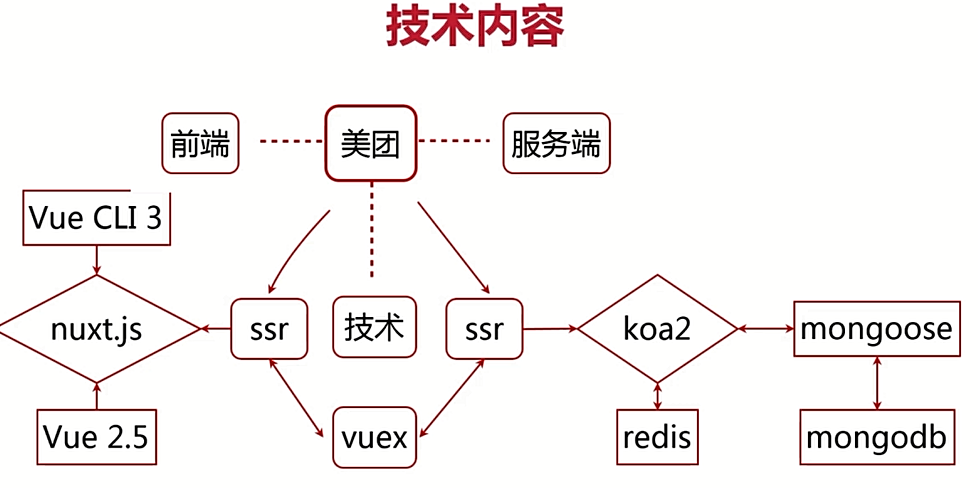 技术内容
前端
美团
服务端
Vue CLI 3
nuxt.js
ssr
技术
ssr
koa2
mongoose
Vue 2.5
vuex
redis
mongodb